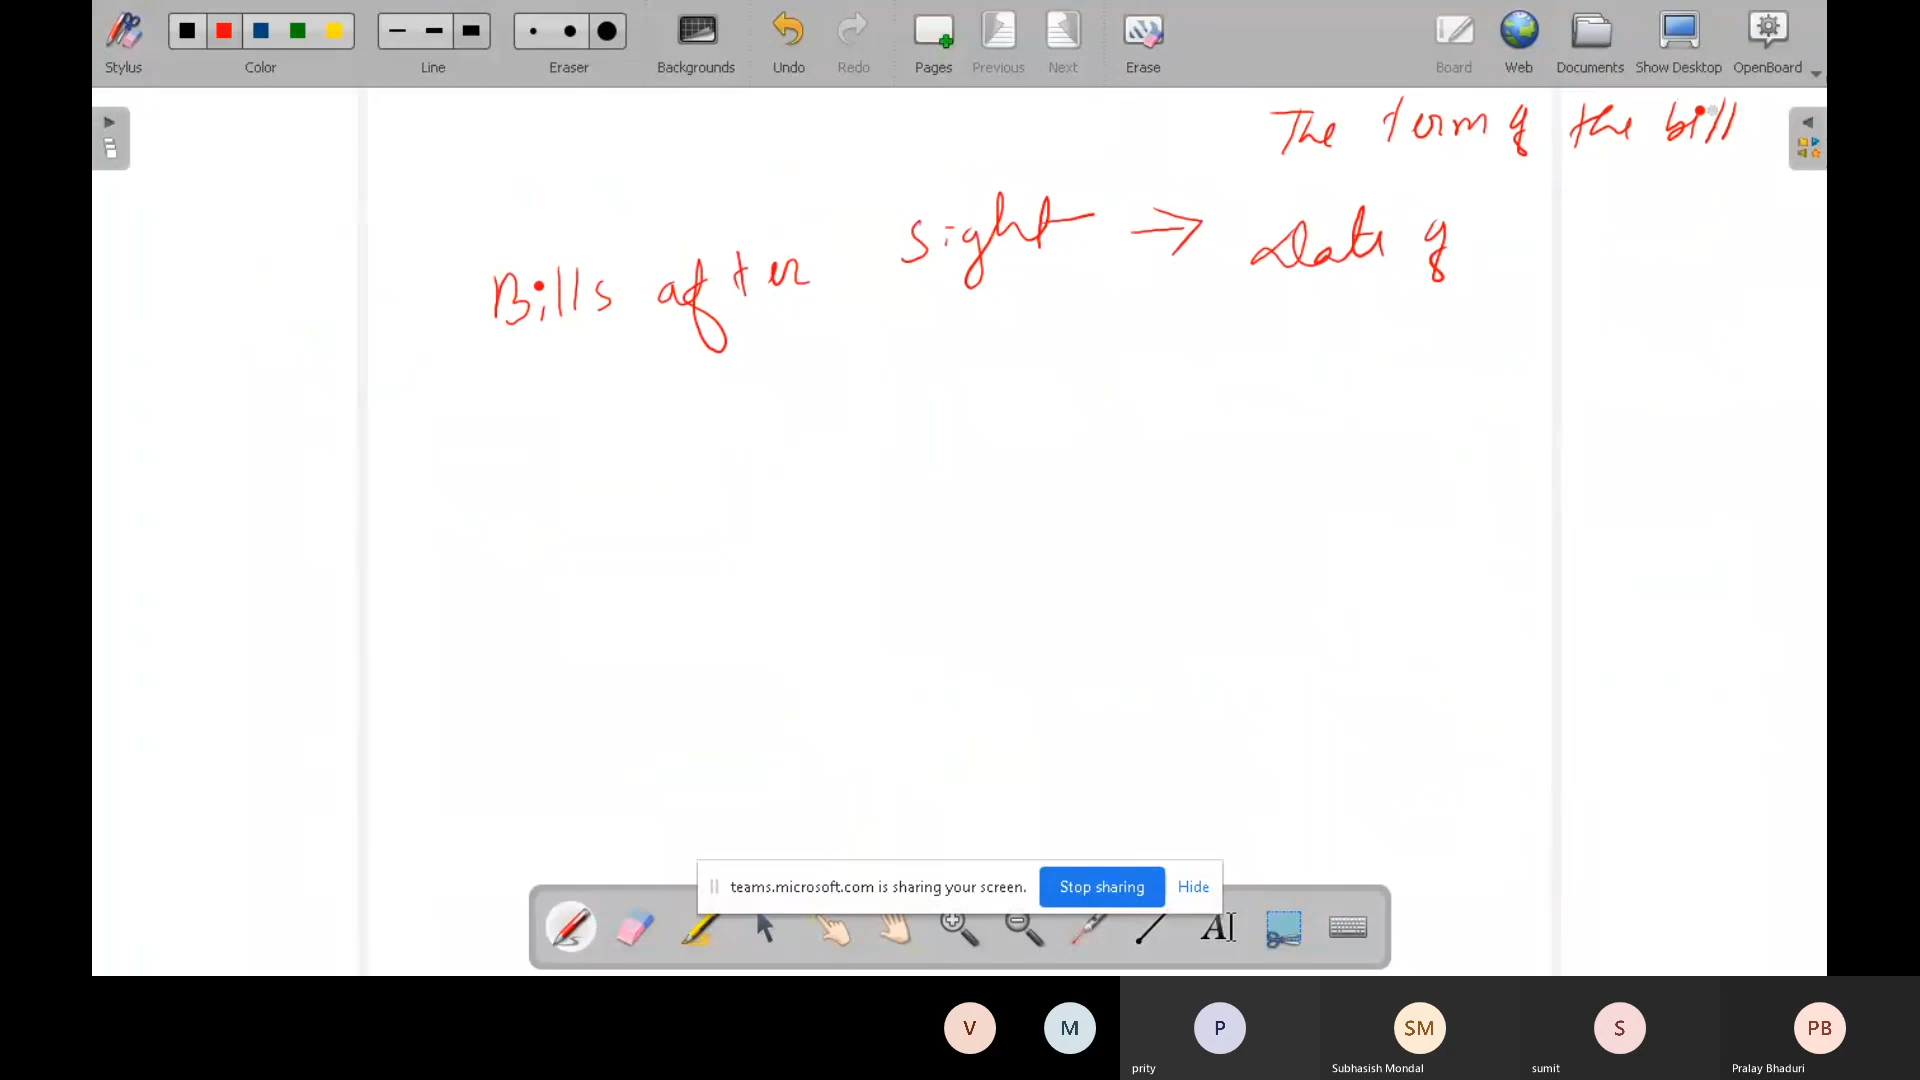 Stylus Color Line Eraser Backgrounds Undo Redo Pages Previous Next Erase Board Web Documents Show Desktop OpenBoard
The term of the bill
Bills after sight → Date of
teams.microsoft.com is sharing your screen. Stop sharing Hide
AI
V M P SM S PB
prity Subhasish Mondal sumit Pralay Bhaduri